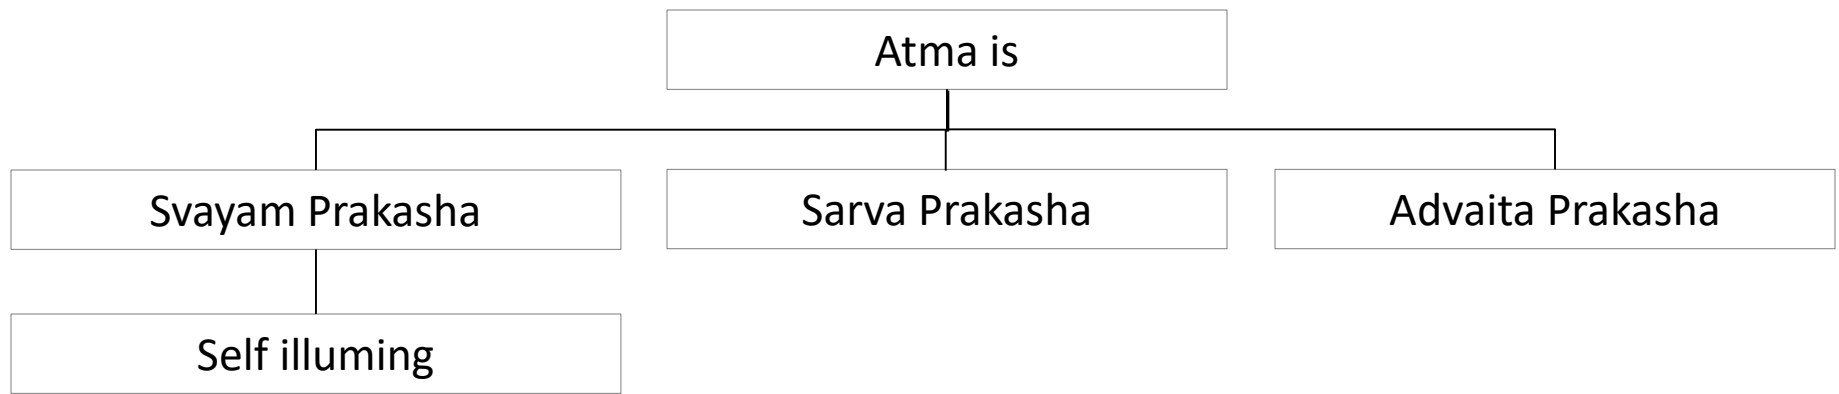 Atma is
Svayam Prakasha
Sarva Prakasha
Advaita Prakasha
Self illuming